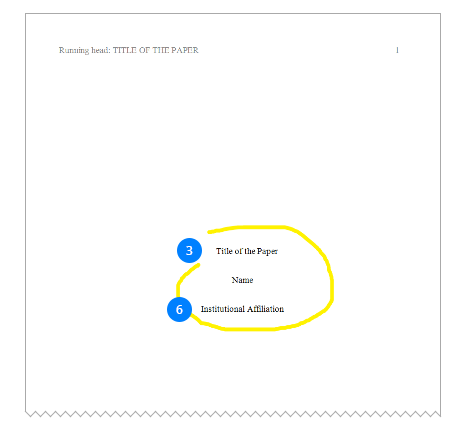 Running head: TITLE OF THE PAPER 1
3 Title of the Paper
Name
6 Institutional Affiliation